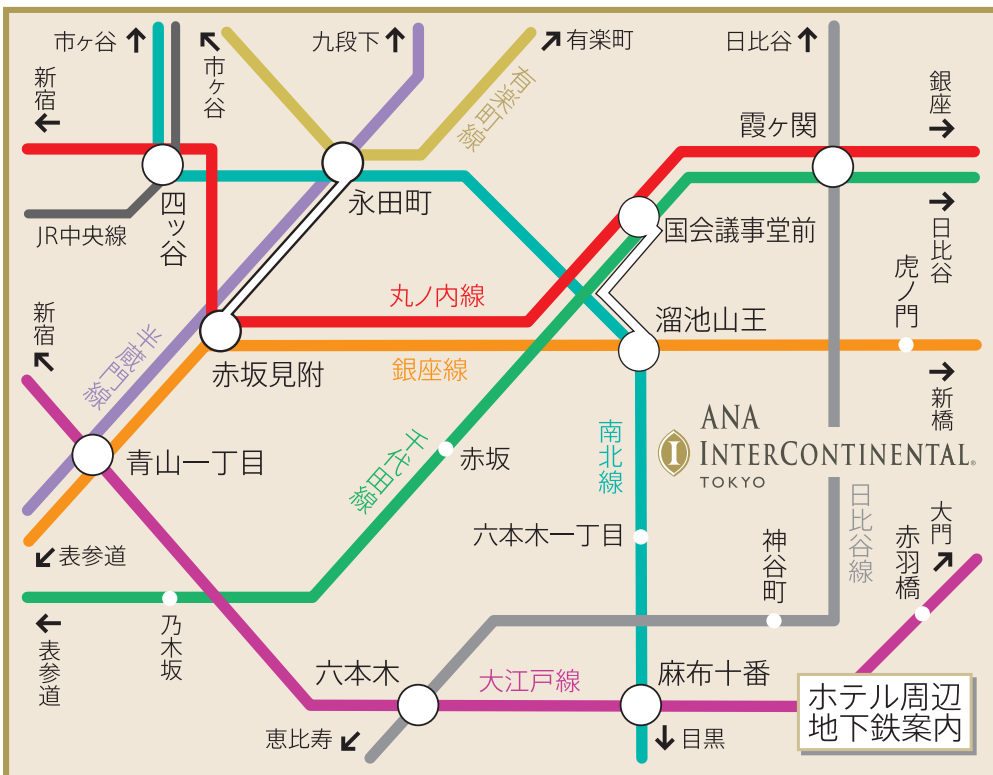 市ヶ谷
市ヶ谷
九段下
有楽町
日比谷
新宿
銀座
有楽町線
霞ヶ関
永田町
四ッ谷
JR中央線
国会議事堂前
日比谷
虎ノ門
丸ノ内線
溜池山王
新宿
半蔵門線
赤坂見附
銀座線
新橋
ANA
INTERCONTINENTAL®
TOKYO
青山一丁目
千代田線
赤坂
南北線
日比谷線
六本木一丁目
神谷町
赤羽橋
大門
表参道
乃木坂
表参道
六本木
大江戸線
麻布十番
恵比寿
目黒
ホテル周辺
地下鉄案内